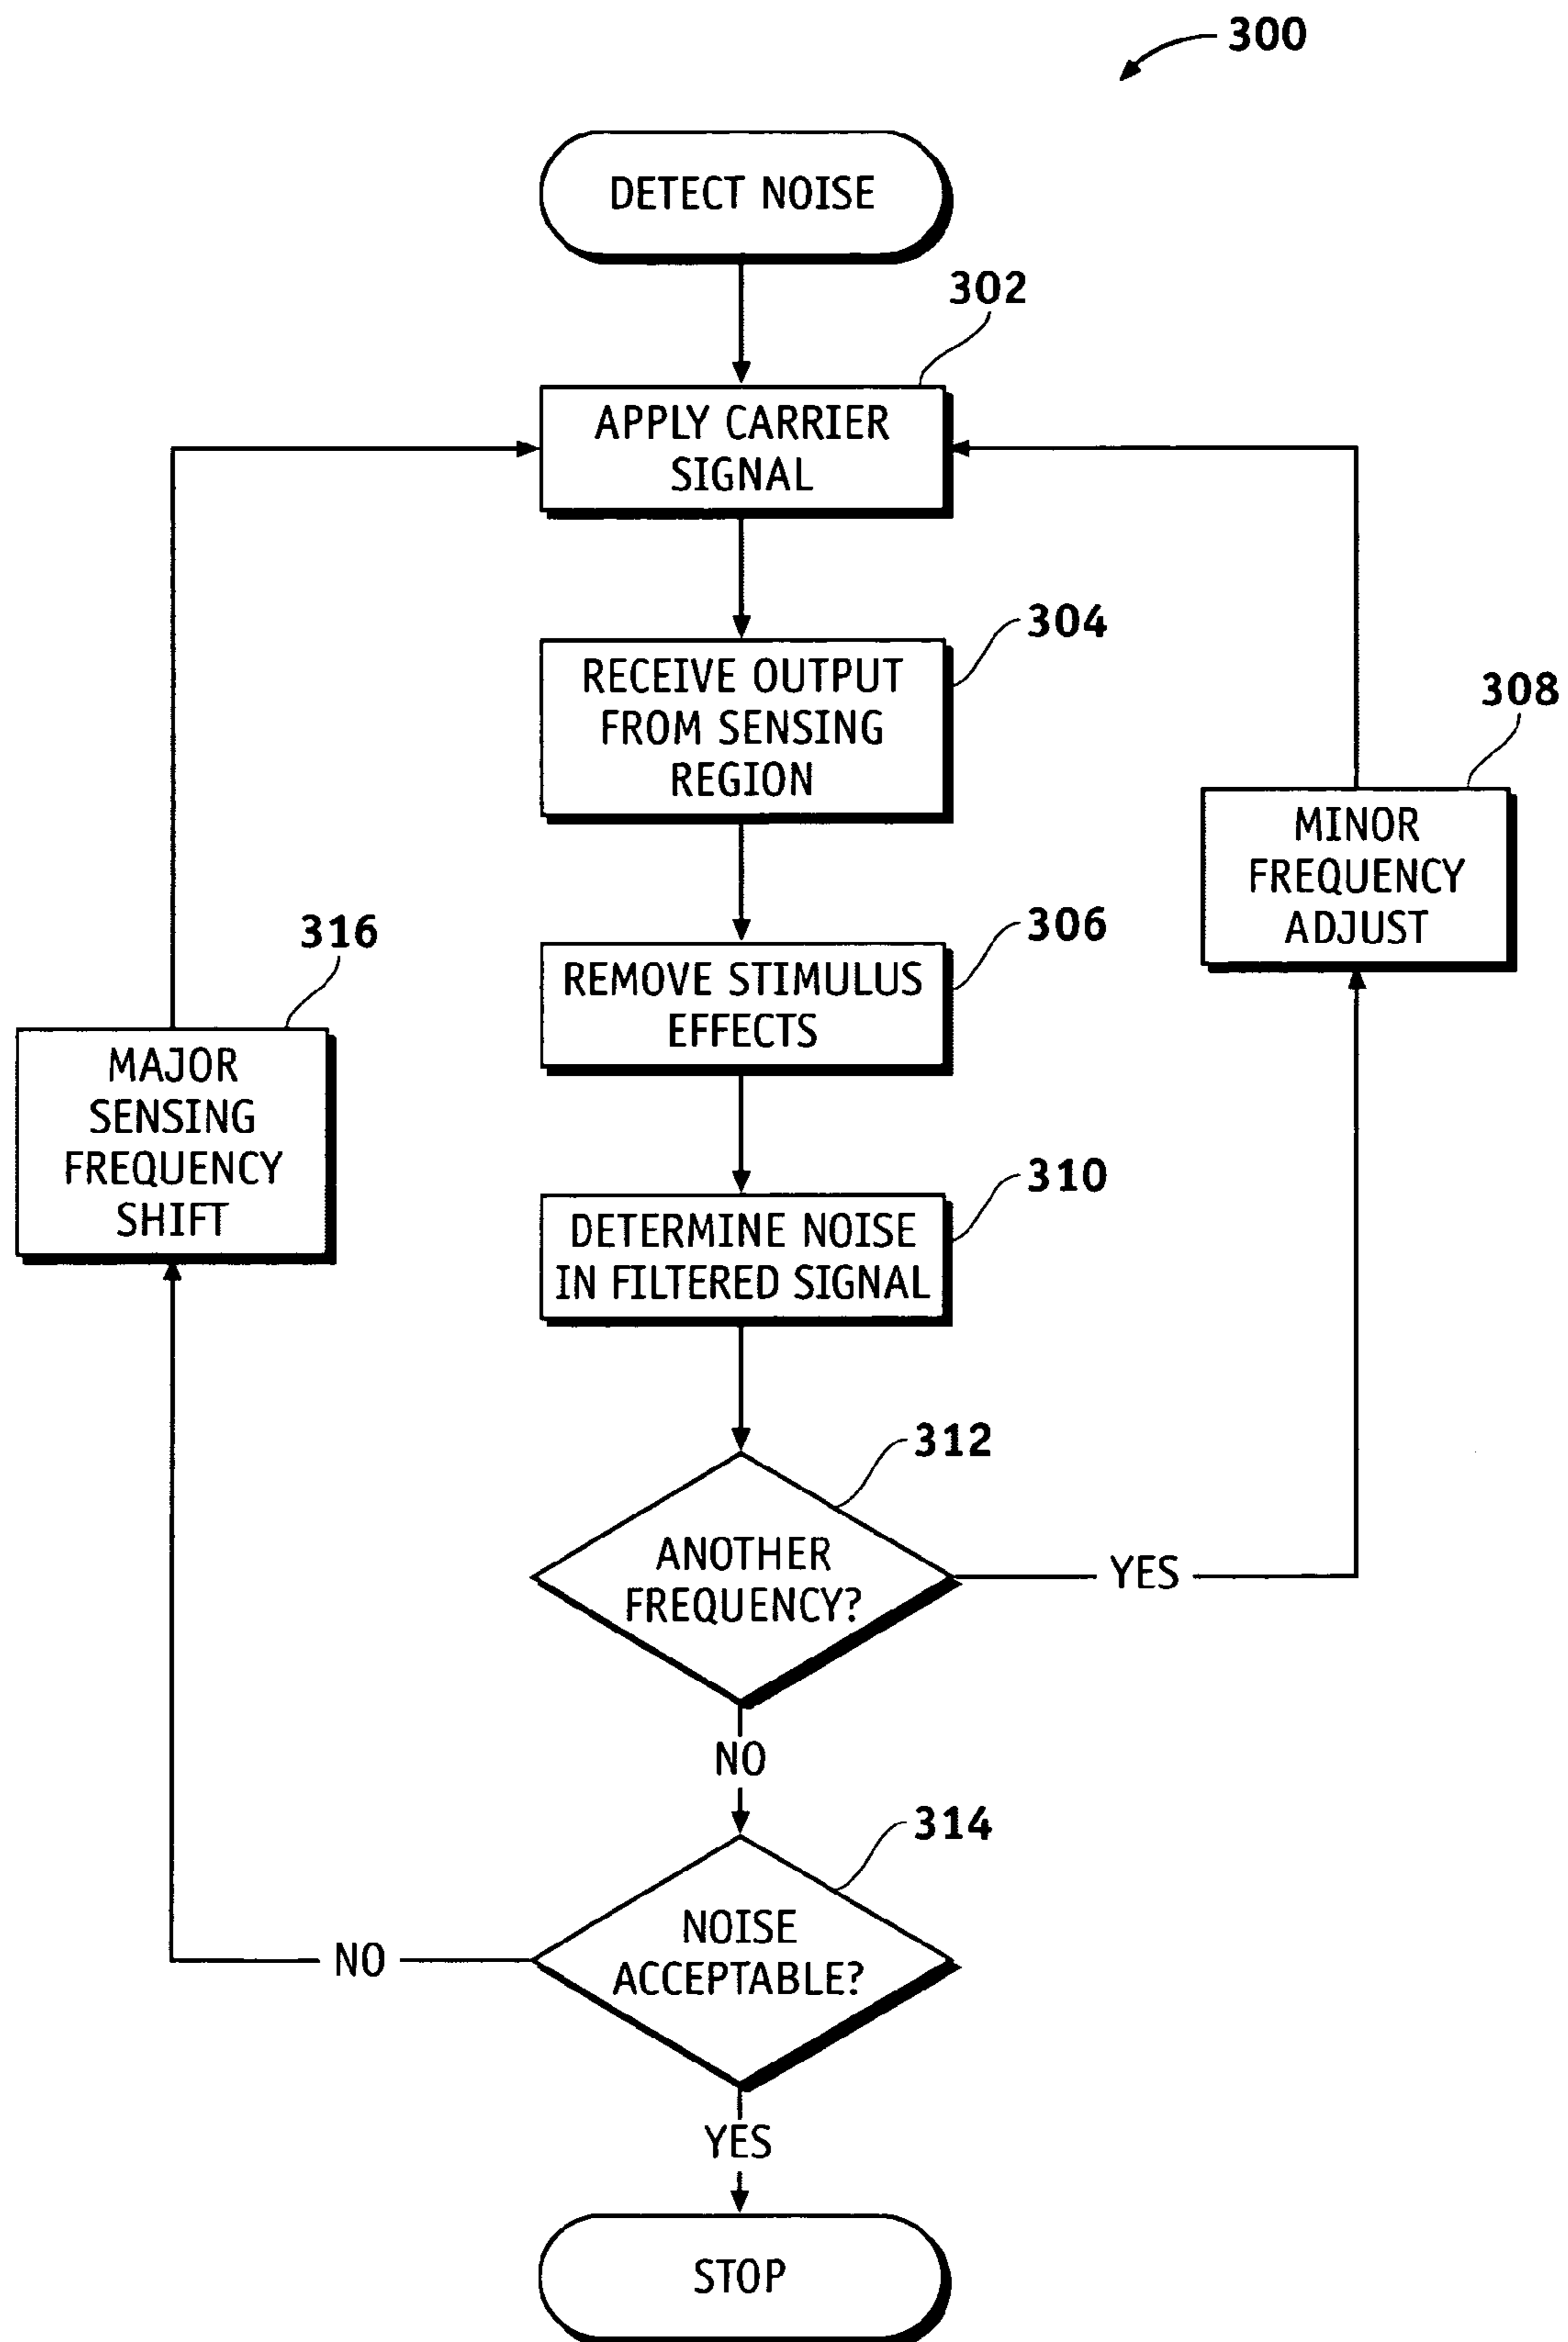 300
DETECT NOISE
302
APPLY CARRIER
SIGNAL
304
RECEIVE OUTPUT
FROM SENSING
REGION
308
MINOR
FREQUENCY
ADJUST
306
REMOVE STIMULUS
EFFECTS
316
MAJOR
SENSING
FREQUENCY
SHIFT
310
DETERMINE NOISE
IN FILTERED SIGNAL
312
ANOTHER
FREQUENCY?
YES
NO
314
NOISE
ACCEPTABLE?
NO
YES
STOP